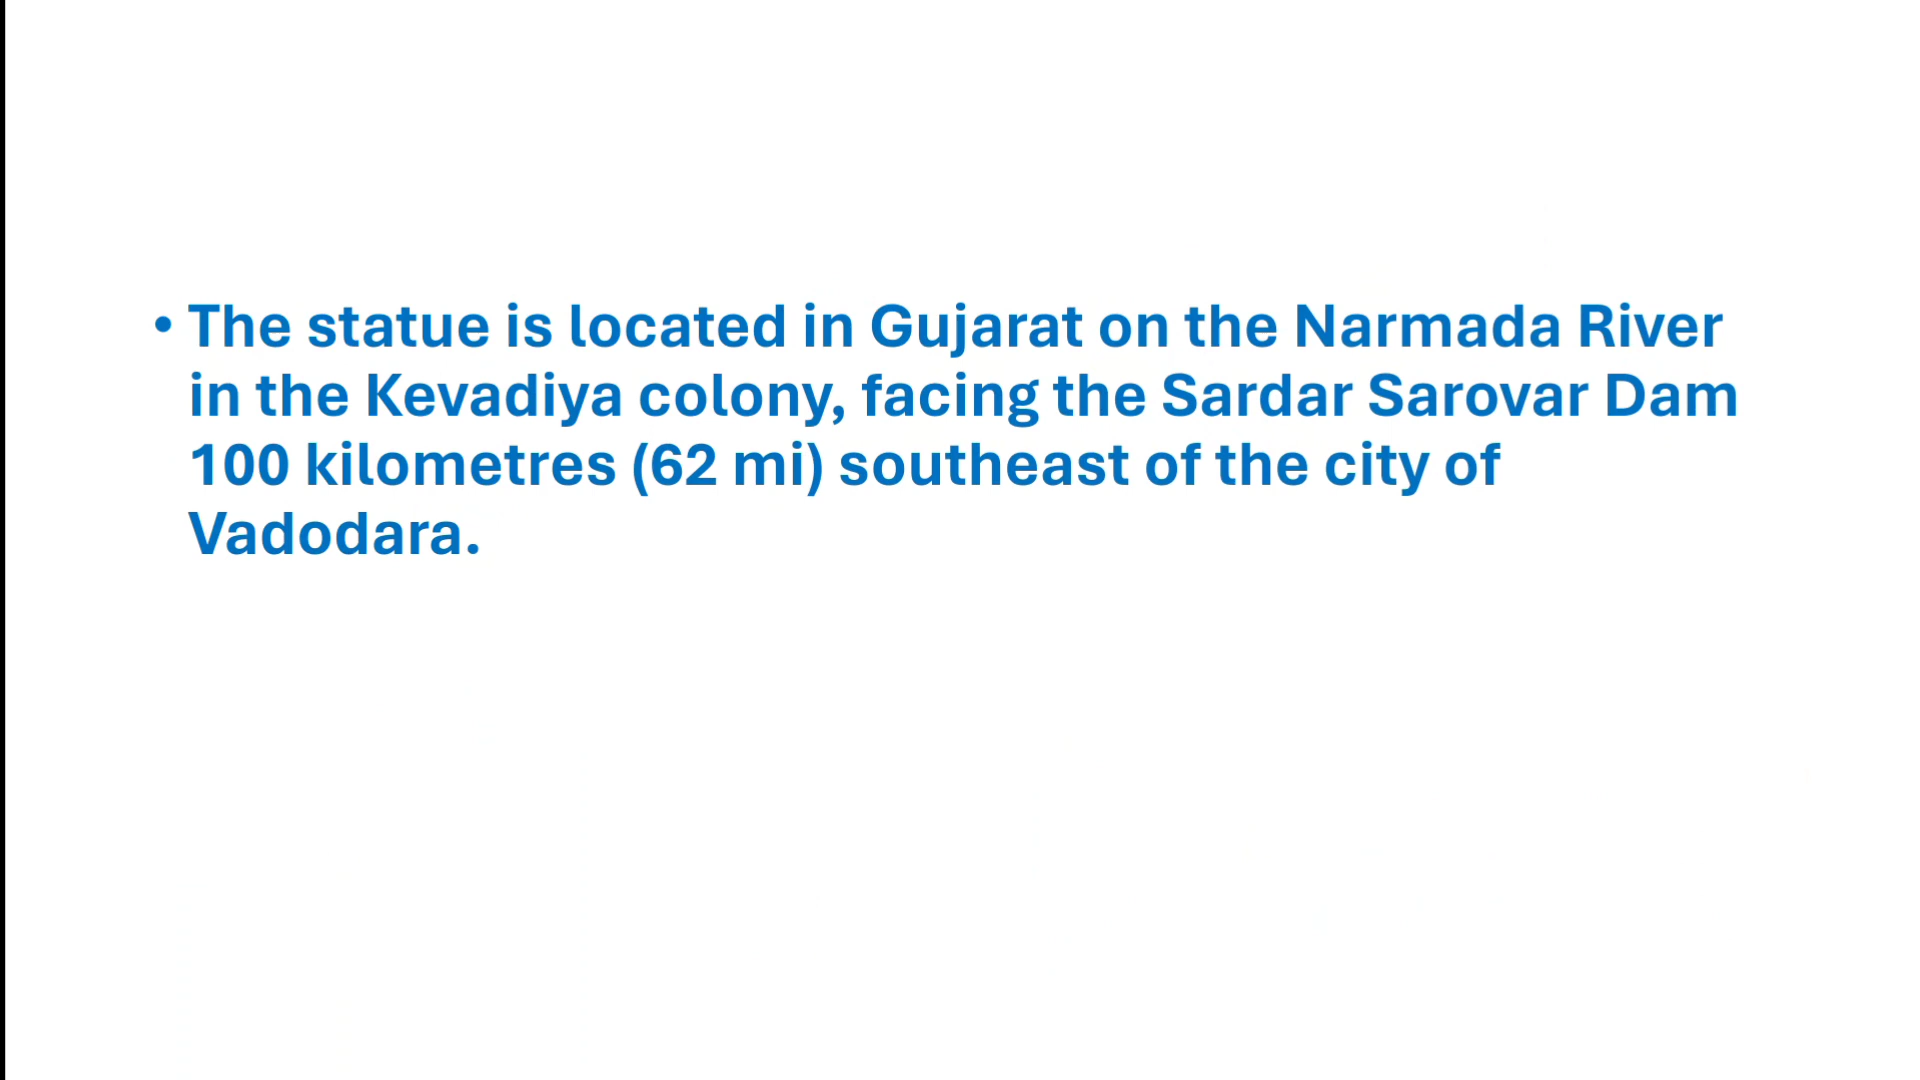 • The statue is located in Gujarat on the Narmada River
in the Kevadiya colony, facing the Sardar Sarovar Dam
100 kilometres (62 mi) southeast of the city of
Vadodara.